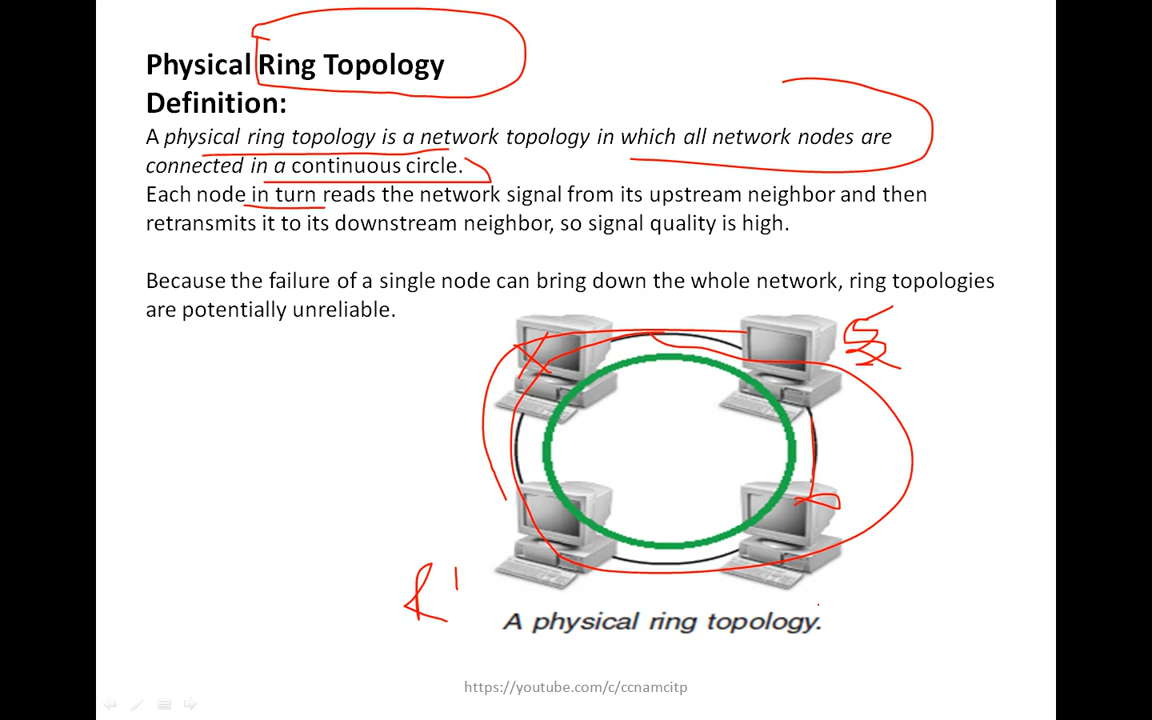 Physical Ring Topology
Definition:
A physical ring topology is a network topology in which all network nodes are
connected in a continuous circle.
Each node in turn reads the network signal from its upstream neighbor and then
retransmits it to its downstream neighbor, so signal quality is high.
Because the failure of a single node can bring down the whole network, ring topologies
are potentially unreliable.
A physical ring topology.
https://youtube.com/c/ccnamcitp